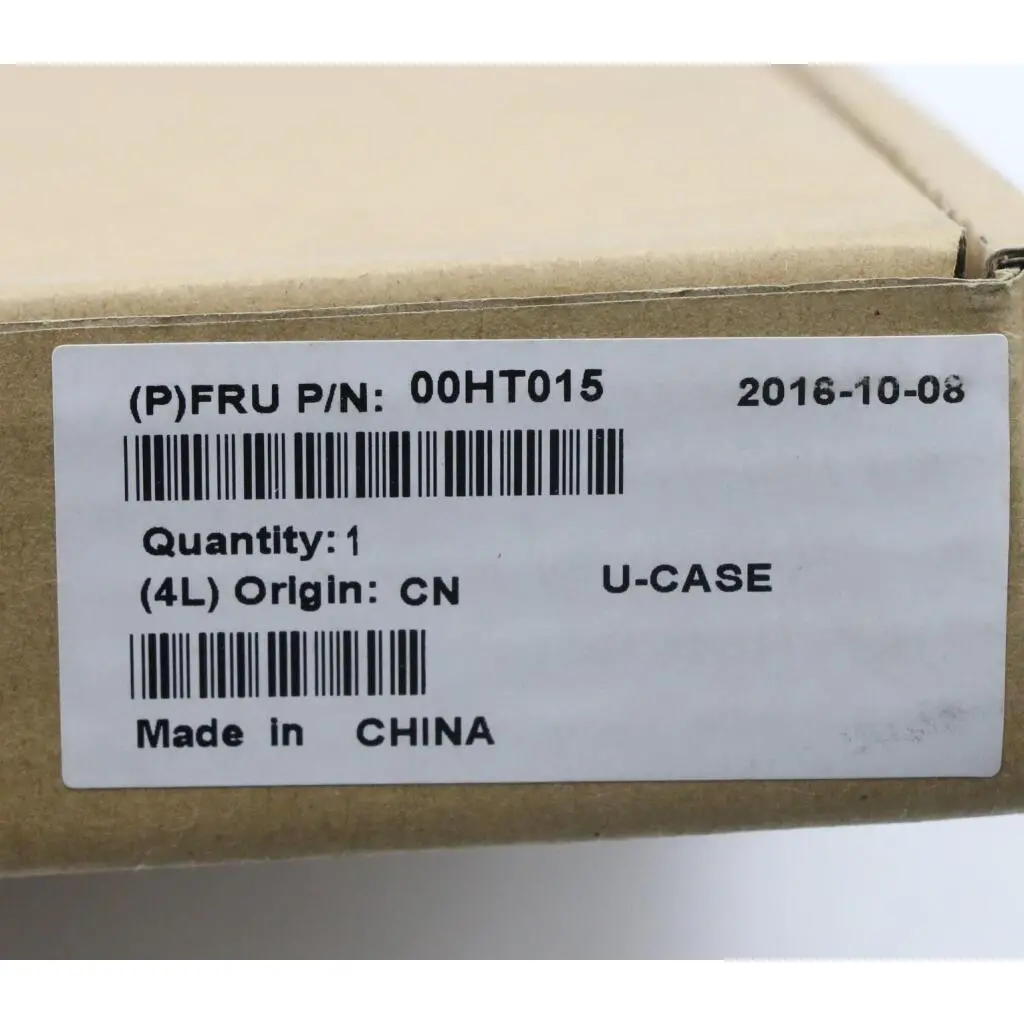 (P)FRU P/N: 00HT015 2016-10-08
Quantity: 1
(4L) Origin: CN U-CASE
Made in CHINA